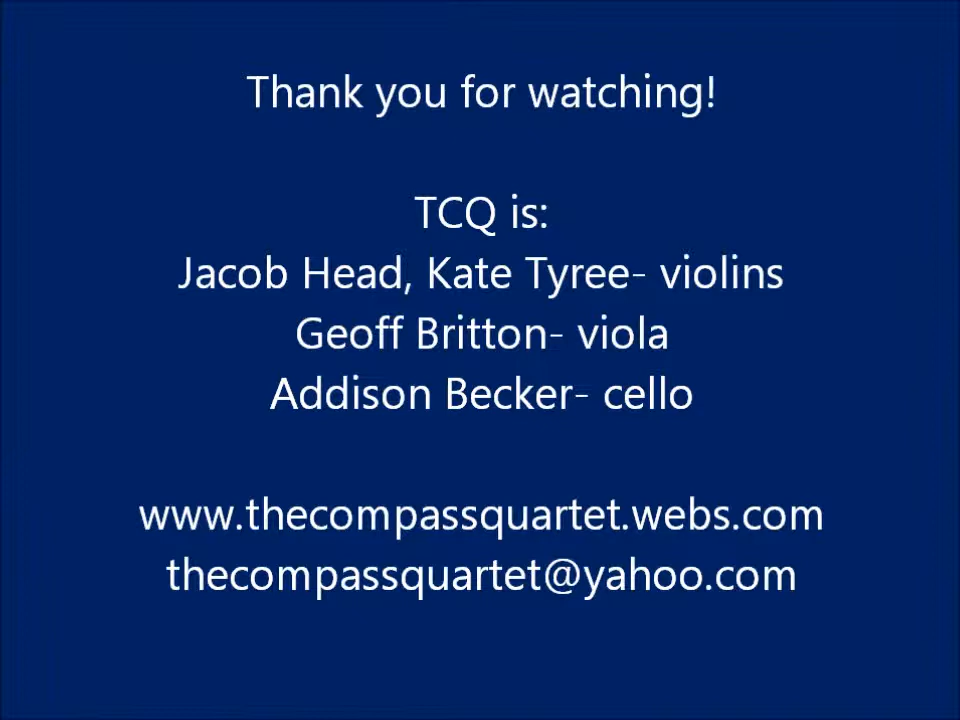 Thank you for watching!
TCQ is:
Jacob Head, Kate Tyree- violins
Geoff Britton- viola
Addison Becker- cello
www.thecompassquartet.webs.com
thecompassquartet@yahoo.com